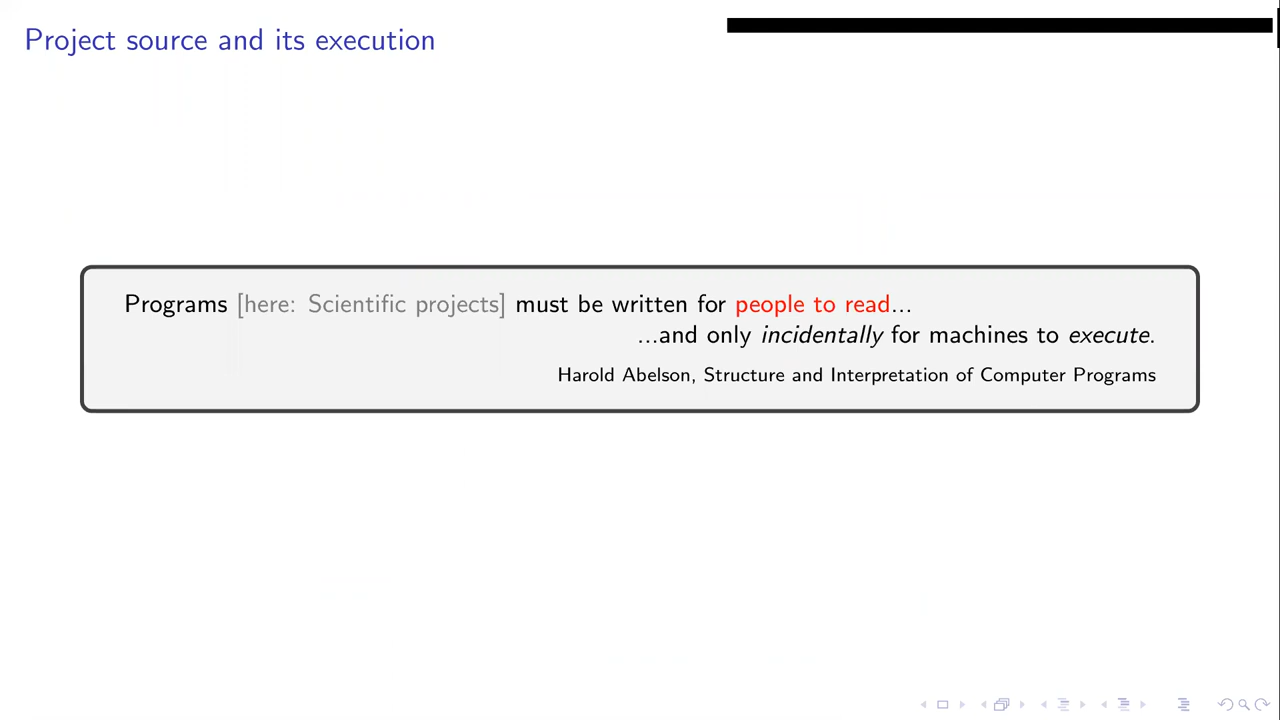 Project source and its execution
Programs [here: Scientific projects] must be written for people to read...
...and only incidentally for machines to execute.
Harold Abelson, Structure and Interpretation of Computer Programs